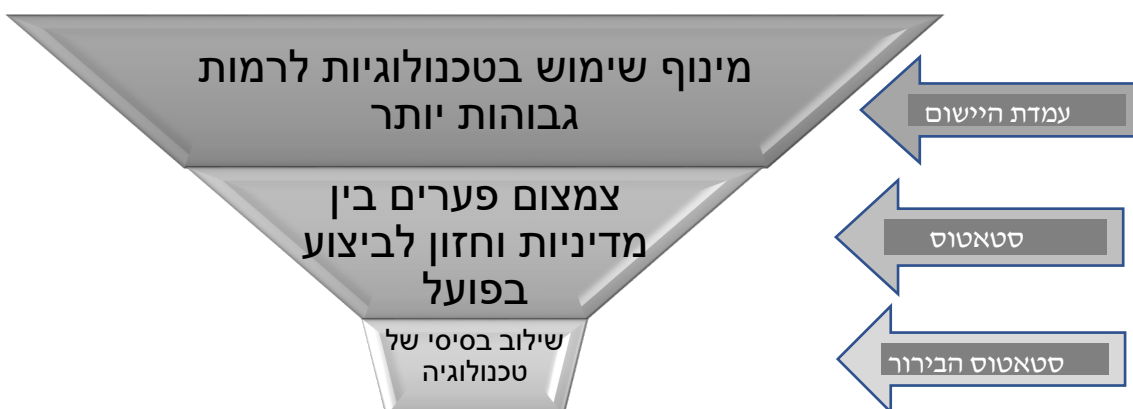 מינוף שימוש בטכנולוגיות לרמות
גבוהות יותר
עמדת היישום
צמצום פערים בין
מדיניות וחזון לביצוע
בפועל
סטאטוס
שילוב בסיסי של
טכנולוגיה
סטאטוס הבירור